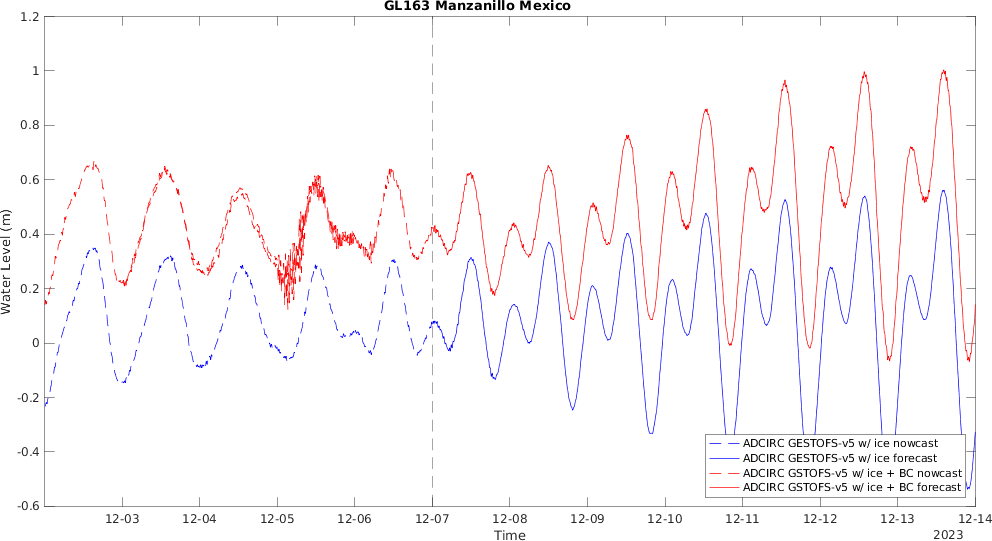 GL163 Manzanillo Mexico
1.2
1
0.8
0.6
0.4
0.2
0
-0.2
-0.4
-0.6
Water Level (m)
ADCIRC GESTOFS-v5 w/ ice nowcast
ADCIRC GESTOFS-v5 w/ ice forecast
ADCIRC GSTOFS-v5 w/ ice + BC nowcast
ADCIRC GSTOFS-v5 w/ ice + BC forecast
12-03 12-04 12-05 12-06 12-07 12-08 12-09 12-10 12-11 12-12 12-13 12-14
Time
2023